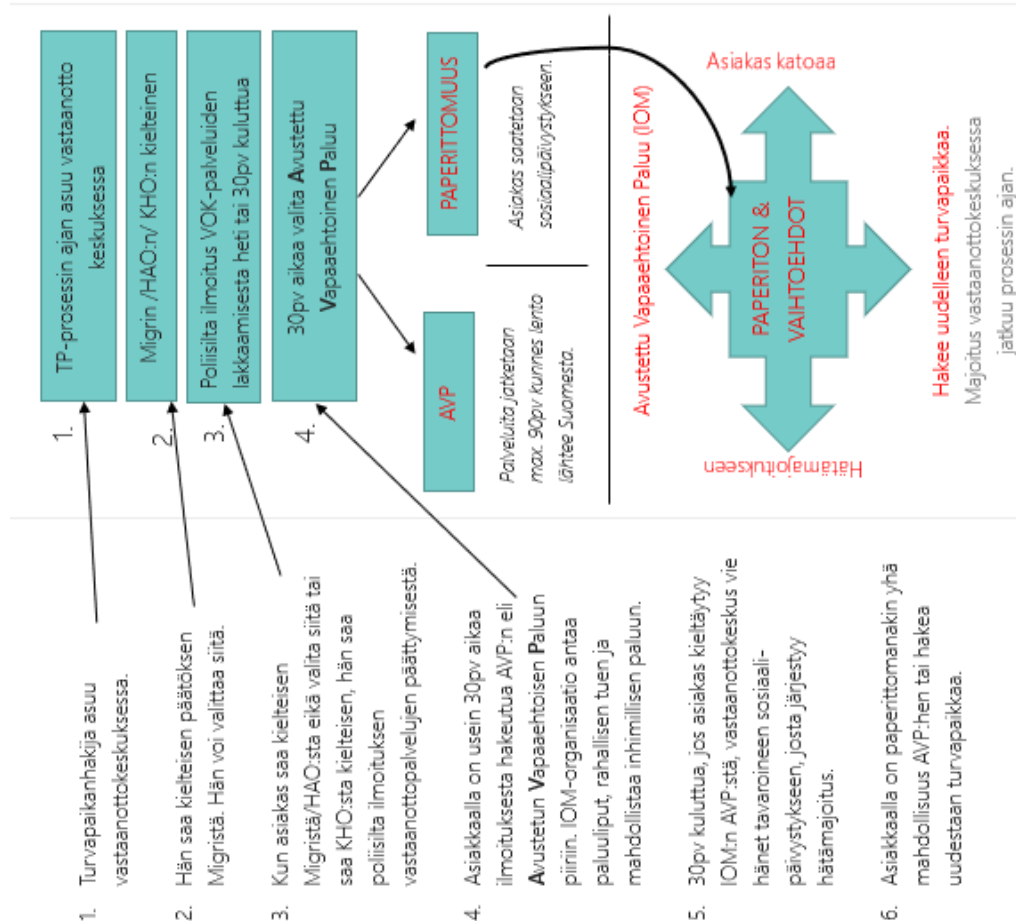 1. Turvapaikanhakija asuu
vastaanottokeskuksessa.
2. Hän saa kielteisen päätöksen
Migristä. Hän voi valittaa siitä.
3. Kun asiakas saa kielteisen
Migristä/HAO:sta eikä valita siitä tai
saa KHO:sta kielteisen, hän saa
poliisilta ilmoituksen
vastaanottopalvelujen päättymisestä.
4. Asiakkaalla on usein 30pv aikaa
ilmoituksesta hakeutua AVP:n eli
Avustetun Vapaaehtoisen Paluun
piiriin. IOM-organisaatio antaa
paluuliput, rahallisen tuen ja
mahdollistaa inhimillisen paluun.
5. 30pv kuluttua, jos asiakas kieltäytyy
IOM:n AVP:stä, vastaanottokeskus vie
hänet tavaroineen sosiaali-
päivystykseen, josta järjestyy
hätämajoitus.
6. Asiakkaalla on paperittomanakin yhä
mahdollisuus AVP:hen tai hakea
uudestaan turvapaikkaa.
1. TP-prosessin ajan asuu vastaanotto
keskuksessa
2. Migrin /HAO:n/ KHO:n kielteinen
3. Poliisilta ilmoitus VOK-palveluiden
lakkaamisesta heti tai 30pv kuluttua
4. 30pv aikaa valita Avustettu
Vapaaehtoinen Paluu
AVP
Palveluita jatketaan
max. 90pv kunnes lento
lähtee Suomesta.
PAPERITTOMUUS
Asiakas saatetaan
sosiaalipäivystykseen.
Avustettu Vapaaehtoinen Paluu (IOM)
Asiakas katoaa
Hätämajoitukseen
PAPERITON &
VAIHTOEHDOT
Hakee uudelleen turvapaikkaa.
Majoitus vastaanottokeskuksessa
jatkuu prosessin ajan.